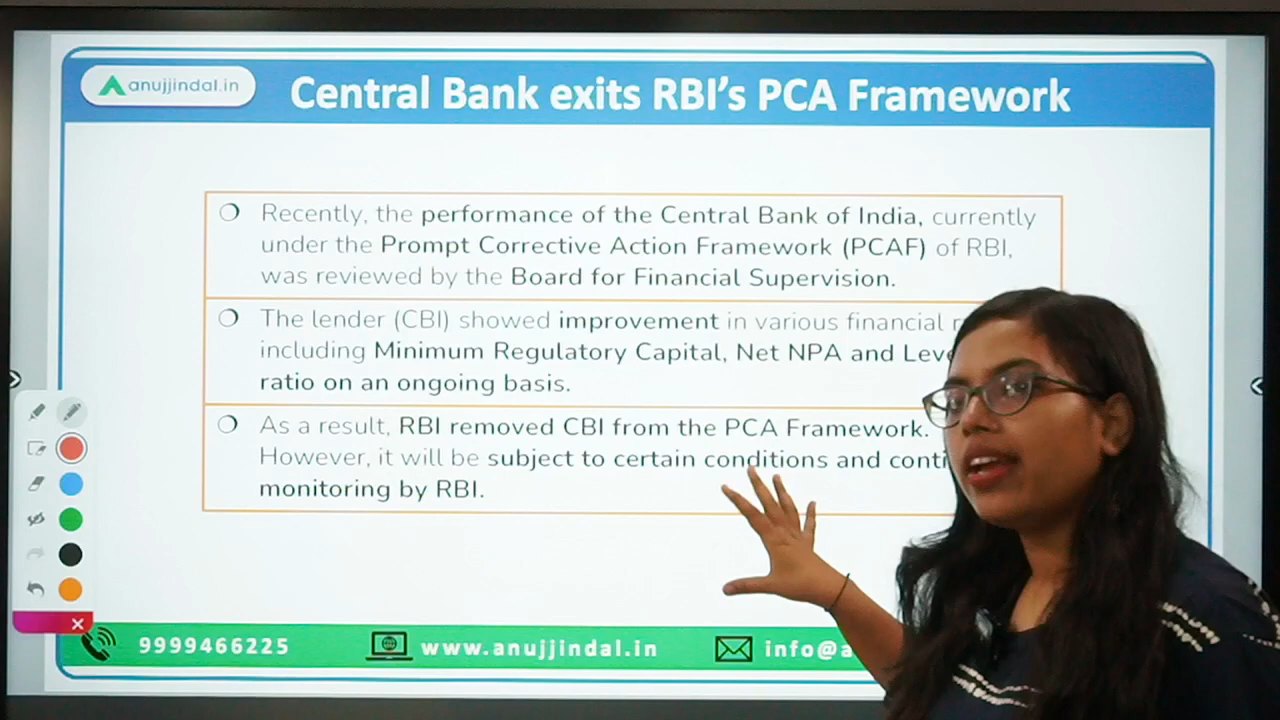 anujjindal.in
Central Bank exits RBI's PCA Framework
Recently, the performance of the Central Bank of India, currently
under the Prompt Corrective Action Framework (PCAF) of RBI,
was reviewed by the Board for Financial Supervision.
The lender (CBI) showed improvement in various financial
including Minimum Regulatory Capital, Net NPA and
ratio on an ongoing basis.
As a result, RBI removed CBI from the PCA Framework.
However, it will be subject to certain conditions and
monitoring by RBI.
9999466225
www.anujjindal.in